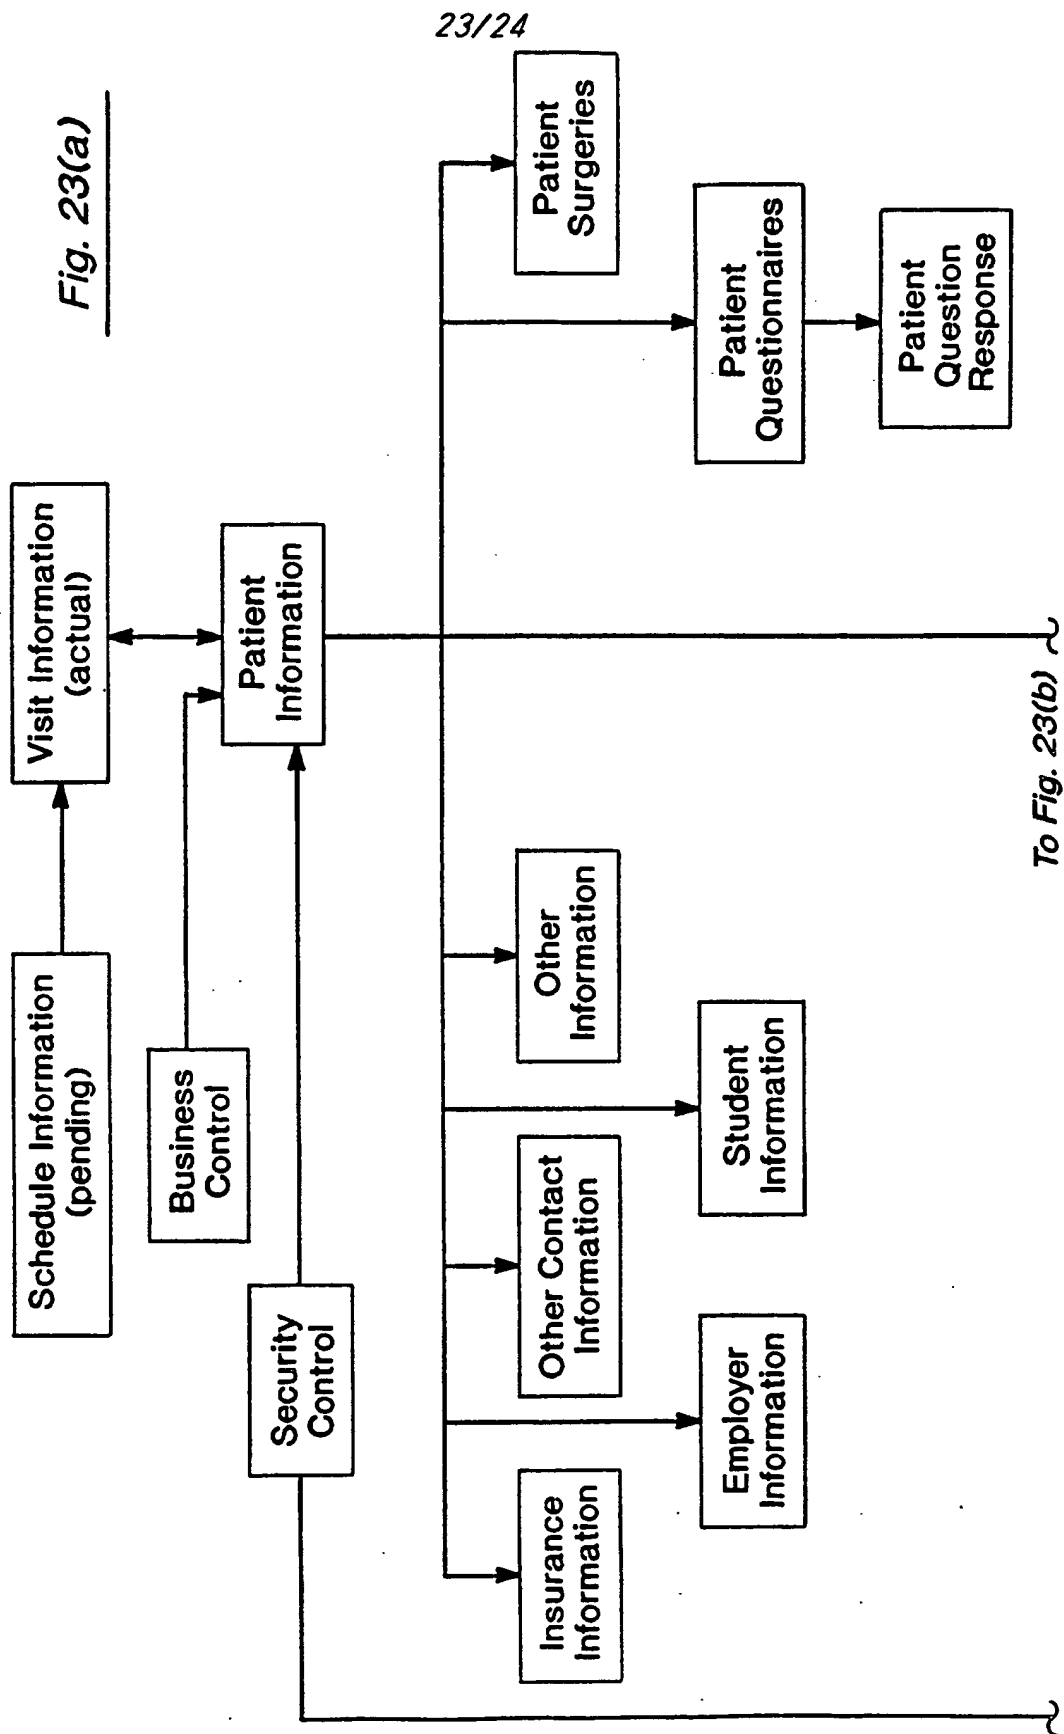 23/24
Fig. 23(a)
Schedule Information
(pending)
Visit Information
(actual)
Business
Control
Patient
Information
Security
Control
Insurance
Information
Other Contact
Information
Other
Information
Patient
Surgeries
Employer
Information
Student
Information
Patient
Questionnaires
Patient
Question
Response
To Fig. 23(b)